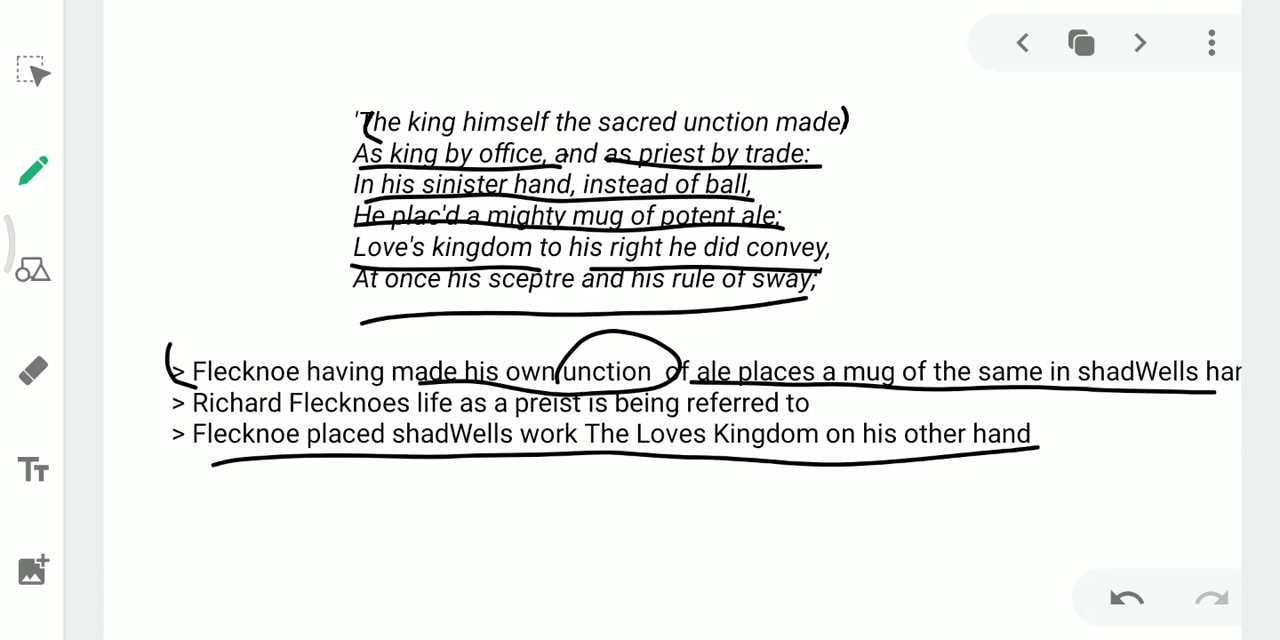 'The king himself the sacred unction made,
As king by office, and as priest by trade:
In his sinister hand, instead of ball,
He plac'd a mighty mug of potent ale;
Love's kingdom to his right he did convey,
At once his sceptre and his rule of sway;'
> Flecknoe having made his own unction of ale places a mug of the same in shadWells har
> Richard Flecknoes life as a preist is being referred to
> Flecknoe placed shadWells work The Loves Kingdom on his other hand
TT